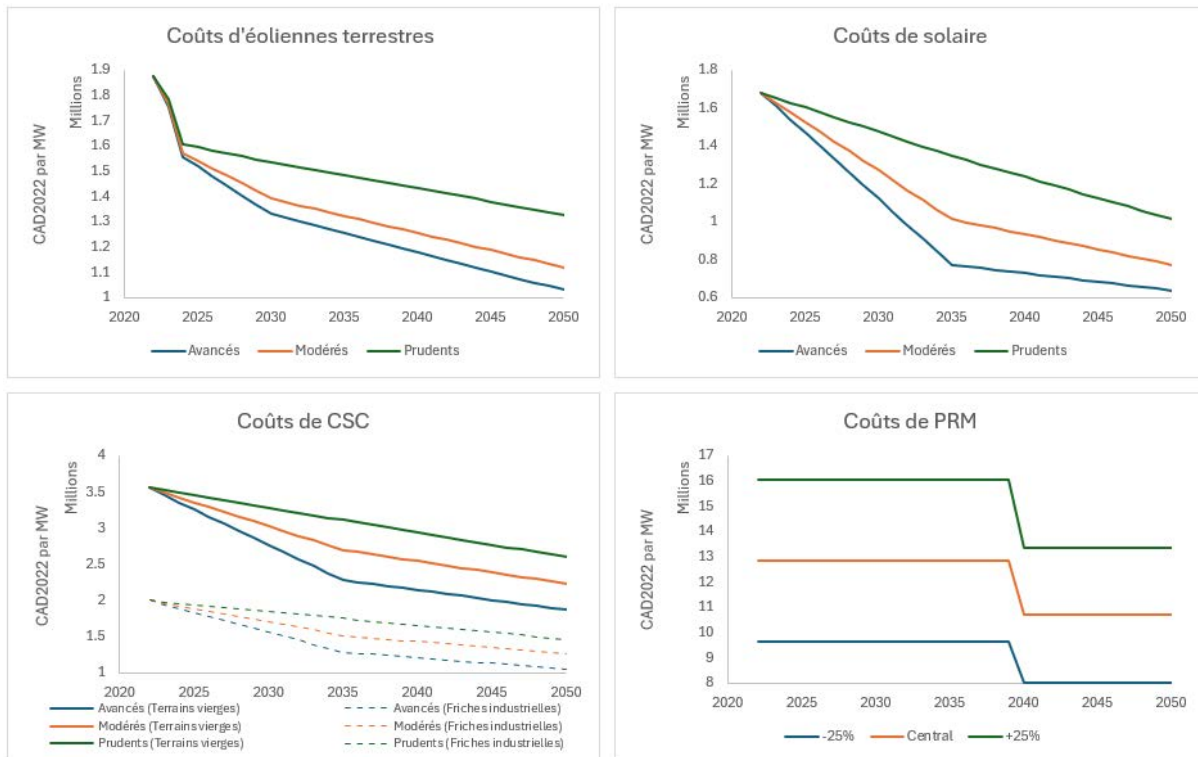 Coûts d'éoliennes terrestres
CAD2022 par MW
Millions
1.9
1.8
1.7
1.6
1.5
1.4
1.3
1.2
1.1
1
2020 2025 2030 2035 2040 2045 2050
Avancés Modérés Prudents
Coûts de solaire
CAD2022 par MW
Millions
1.8
1.6
1.4
1.2
1
0.8
0.6
2020 2025 2030 2035 2040 2045 2050
Avancés Modérés Prudents
Coûts de CSC
CAD2022 par MW
Millions
4
3.5
3
2.5
2
1.5
1
2020 2025 2030 2035 2040 2045 2050
Avancés (Terrains vierges) Avancés (Friches industrielles)
Modérés (Terrains vierges) Modérés (Friches industrielles)
Prudents (Terrains vierges) Prudents (Friches industrielles)
Coûts de PRM
CAD2022 par MW
Millions
17
16
15
14
13
12
11
10
9
8
2020 2025 2030 2035 2040 2045 2050
-25% Central +25%